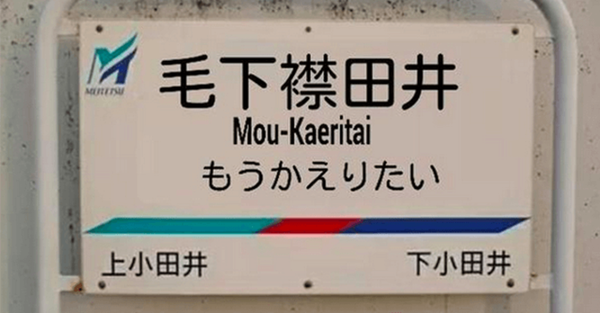 MEITETSU
毛下襟田井
Mou-Kaeritai
もうかえりたい
上小田井
下小田井